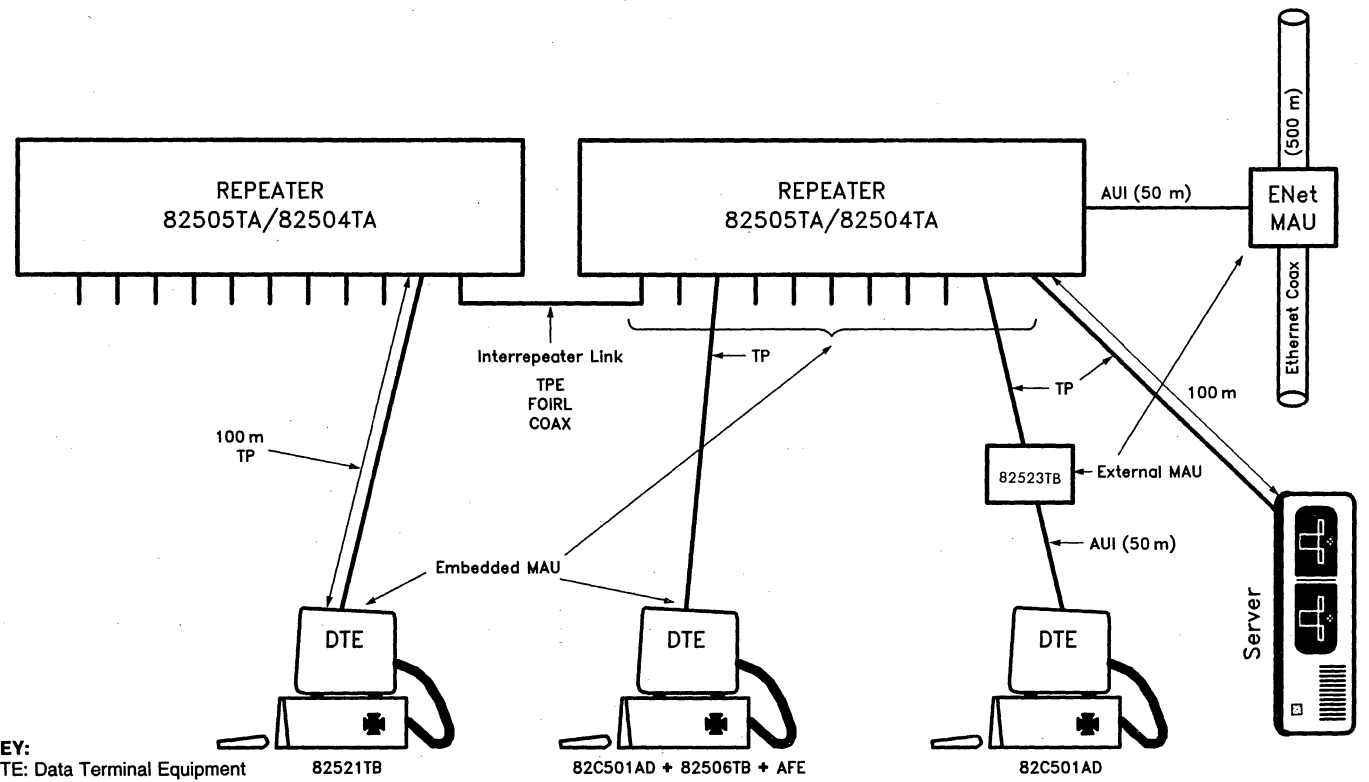 REPEATER
82505TA/82504TA
REPEATER
82505TA/82504TA
AUI (50 m)
ENet
MAU
(500 m)
Ethernet Coax
Interrepeater Link
TPE
FOIRL
COAX
TP
TP
100 m
100 m
TP
82523TB
External MAU
AUI (50 m)
Embedded MAU
DTE
DTE
DTE
Server
EY:
TE: Data Terminal Equipment
82521TB
82C501AD + 82506TB + AFE
82C501AD